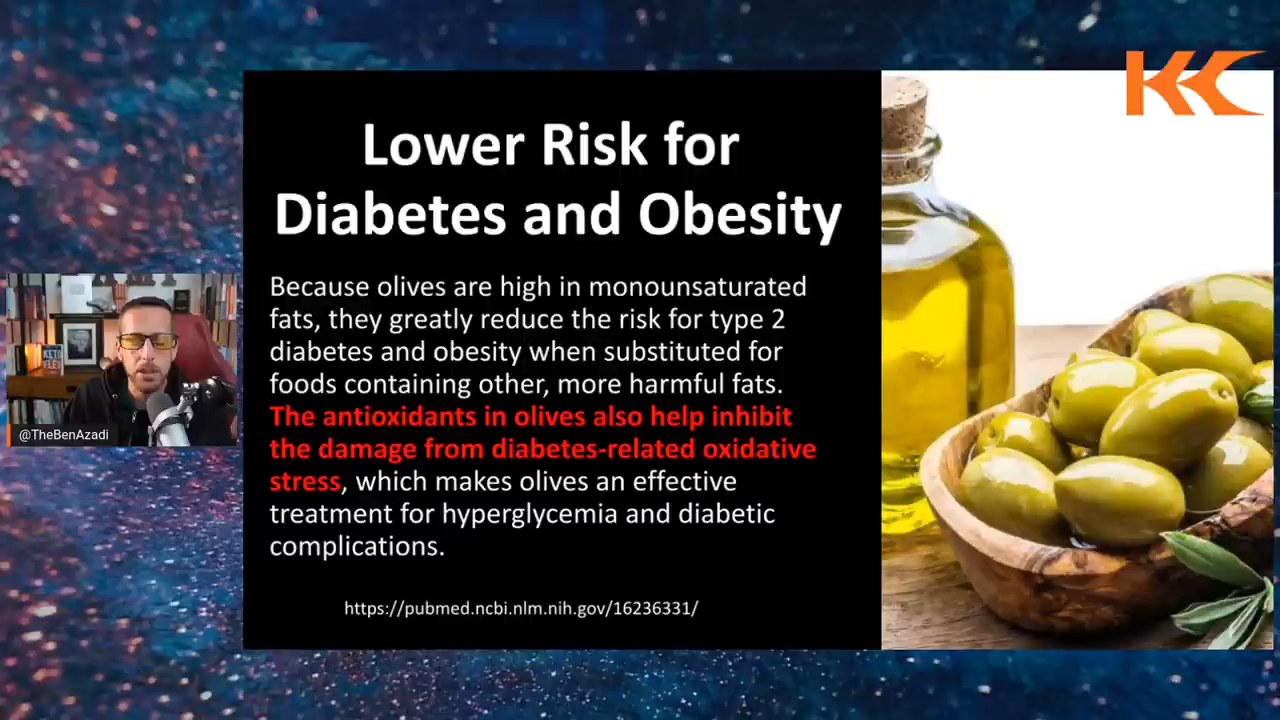 KKC
Lower Risk for
Diabetes and Obesity
Because olives are high in monounsaturated
fats, they greatly reduce the risk for type 2
diabetes and obesity when substituted for
foods containing other, more harmful fats.
The antioxidants in olives also help inhibit
the damage from diabetes-related oxidative
stress, which makes olives an effective
treatment for hyperglycemia and diabetic
complications.
https://pubmed.ncbi.nlm.nih.gov/16236331/
KETO
FLEX
@TheBenAzadi